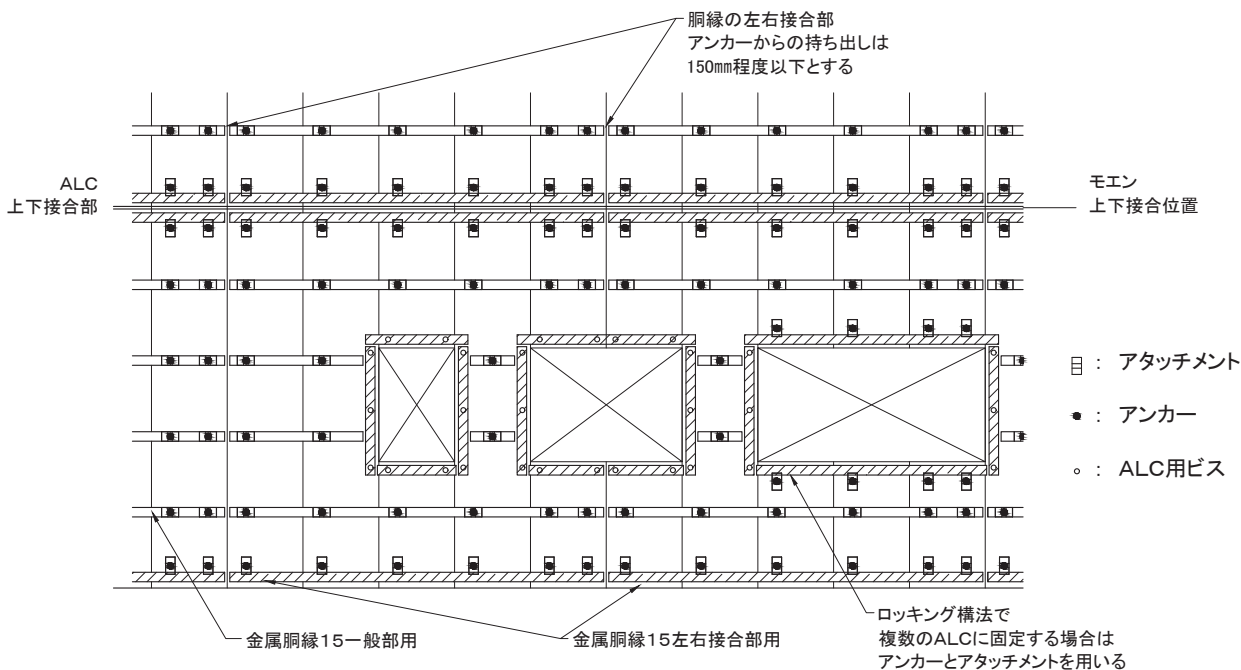 胴縁の左右接合部
アンカーからの持ち出しは
150mm程度以下とする
ALC
上下接合部
モエン
上下接合位置
： アタッチメント
： アンカー
： ALC用ビス
金属胴縁15一般部用
金属胴縁15左右接合部用
ロッキング構法で
複数のALCに固定する場合は
アンカーとアタッチメントを用いる